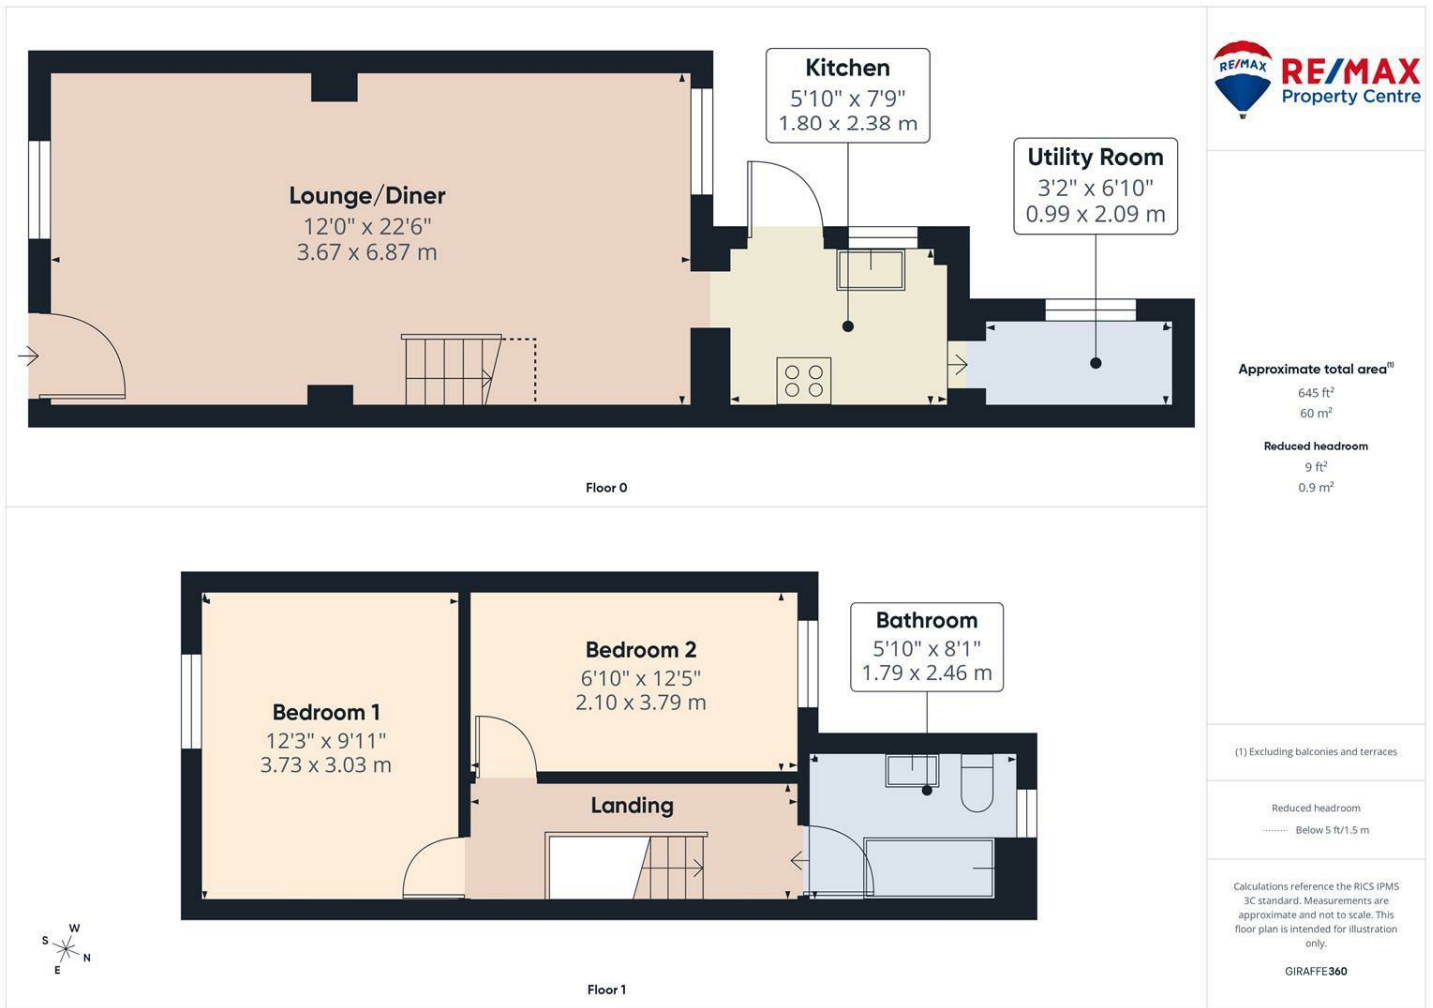 Kitchen
5'10" x 7'9"
1.80 x 2.38 m
Utility Room
3'2" x 6'10"
0.99 x 2.09 m
Lounge/Diner
12'0" x 22'6"
3.67 x 6.87 m
Floor 0
Bedroom 1
12'3" x 9'11"
3.73 x 3.03 m
Bedroom 2
6'10" x 12'5"
2.10 x 3.79 m
Bathroom
5'10" x 8'1"
1.79 x 2.46 m
Landing
W
S
N
E
Floor 1
RE/MAX
RE/MAX
Property Centre
Approximate total area(1)
645 ft²
60 m²
Reduced headroom
9 ft²
0.9 m²
(1) Excluding balconies and terraces
Reduced headroom
Below 5 ft/1.5 m
Calculations reference the RICS IPMS
3C standard. Measurements are
approximate and not to scale. This
floor plan is intended for illustration
only.
GIRAFFE360